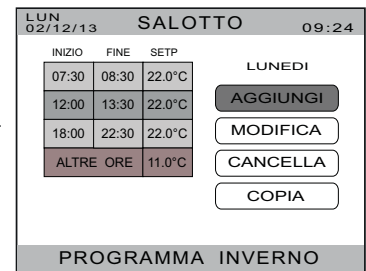 LUN
02/12/13 SALOTTO 09:24
INIZIO FINE SETP
LUNEDI
07:30 08:30 22.0°C
AGGIUNGI
12:00 13:30 22.0°C
MODIFICA
18:00 22:30 22.0°C
CANCELLA
ALTRE ORE 11.0°C
COPIA
PROGRAMMA INVERNO